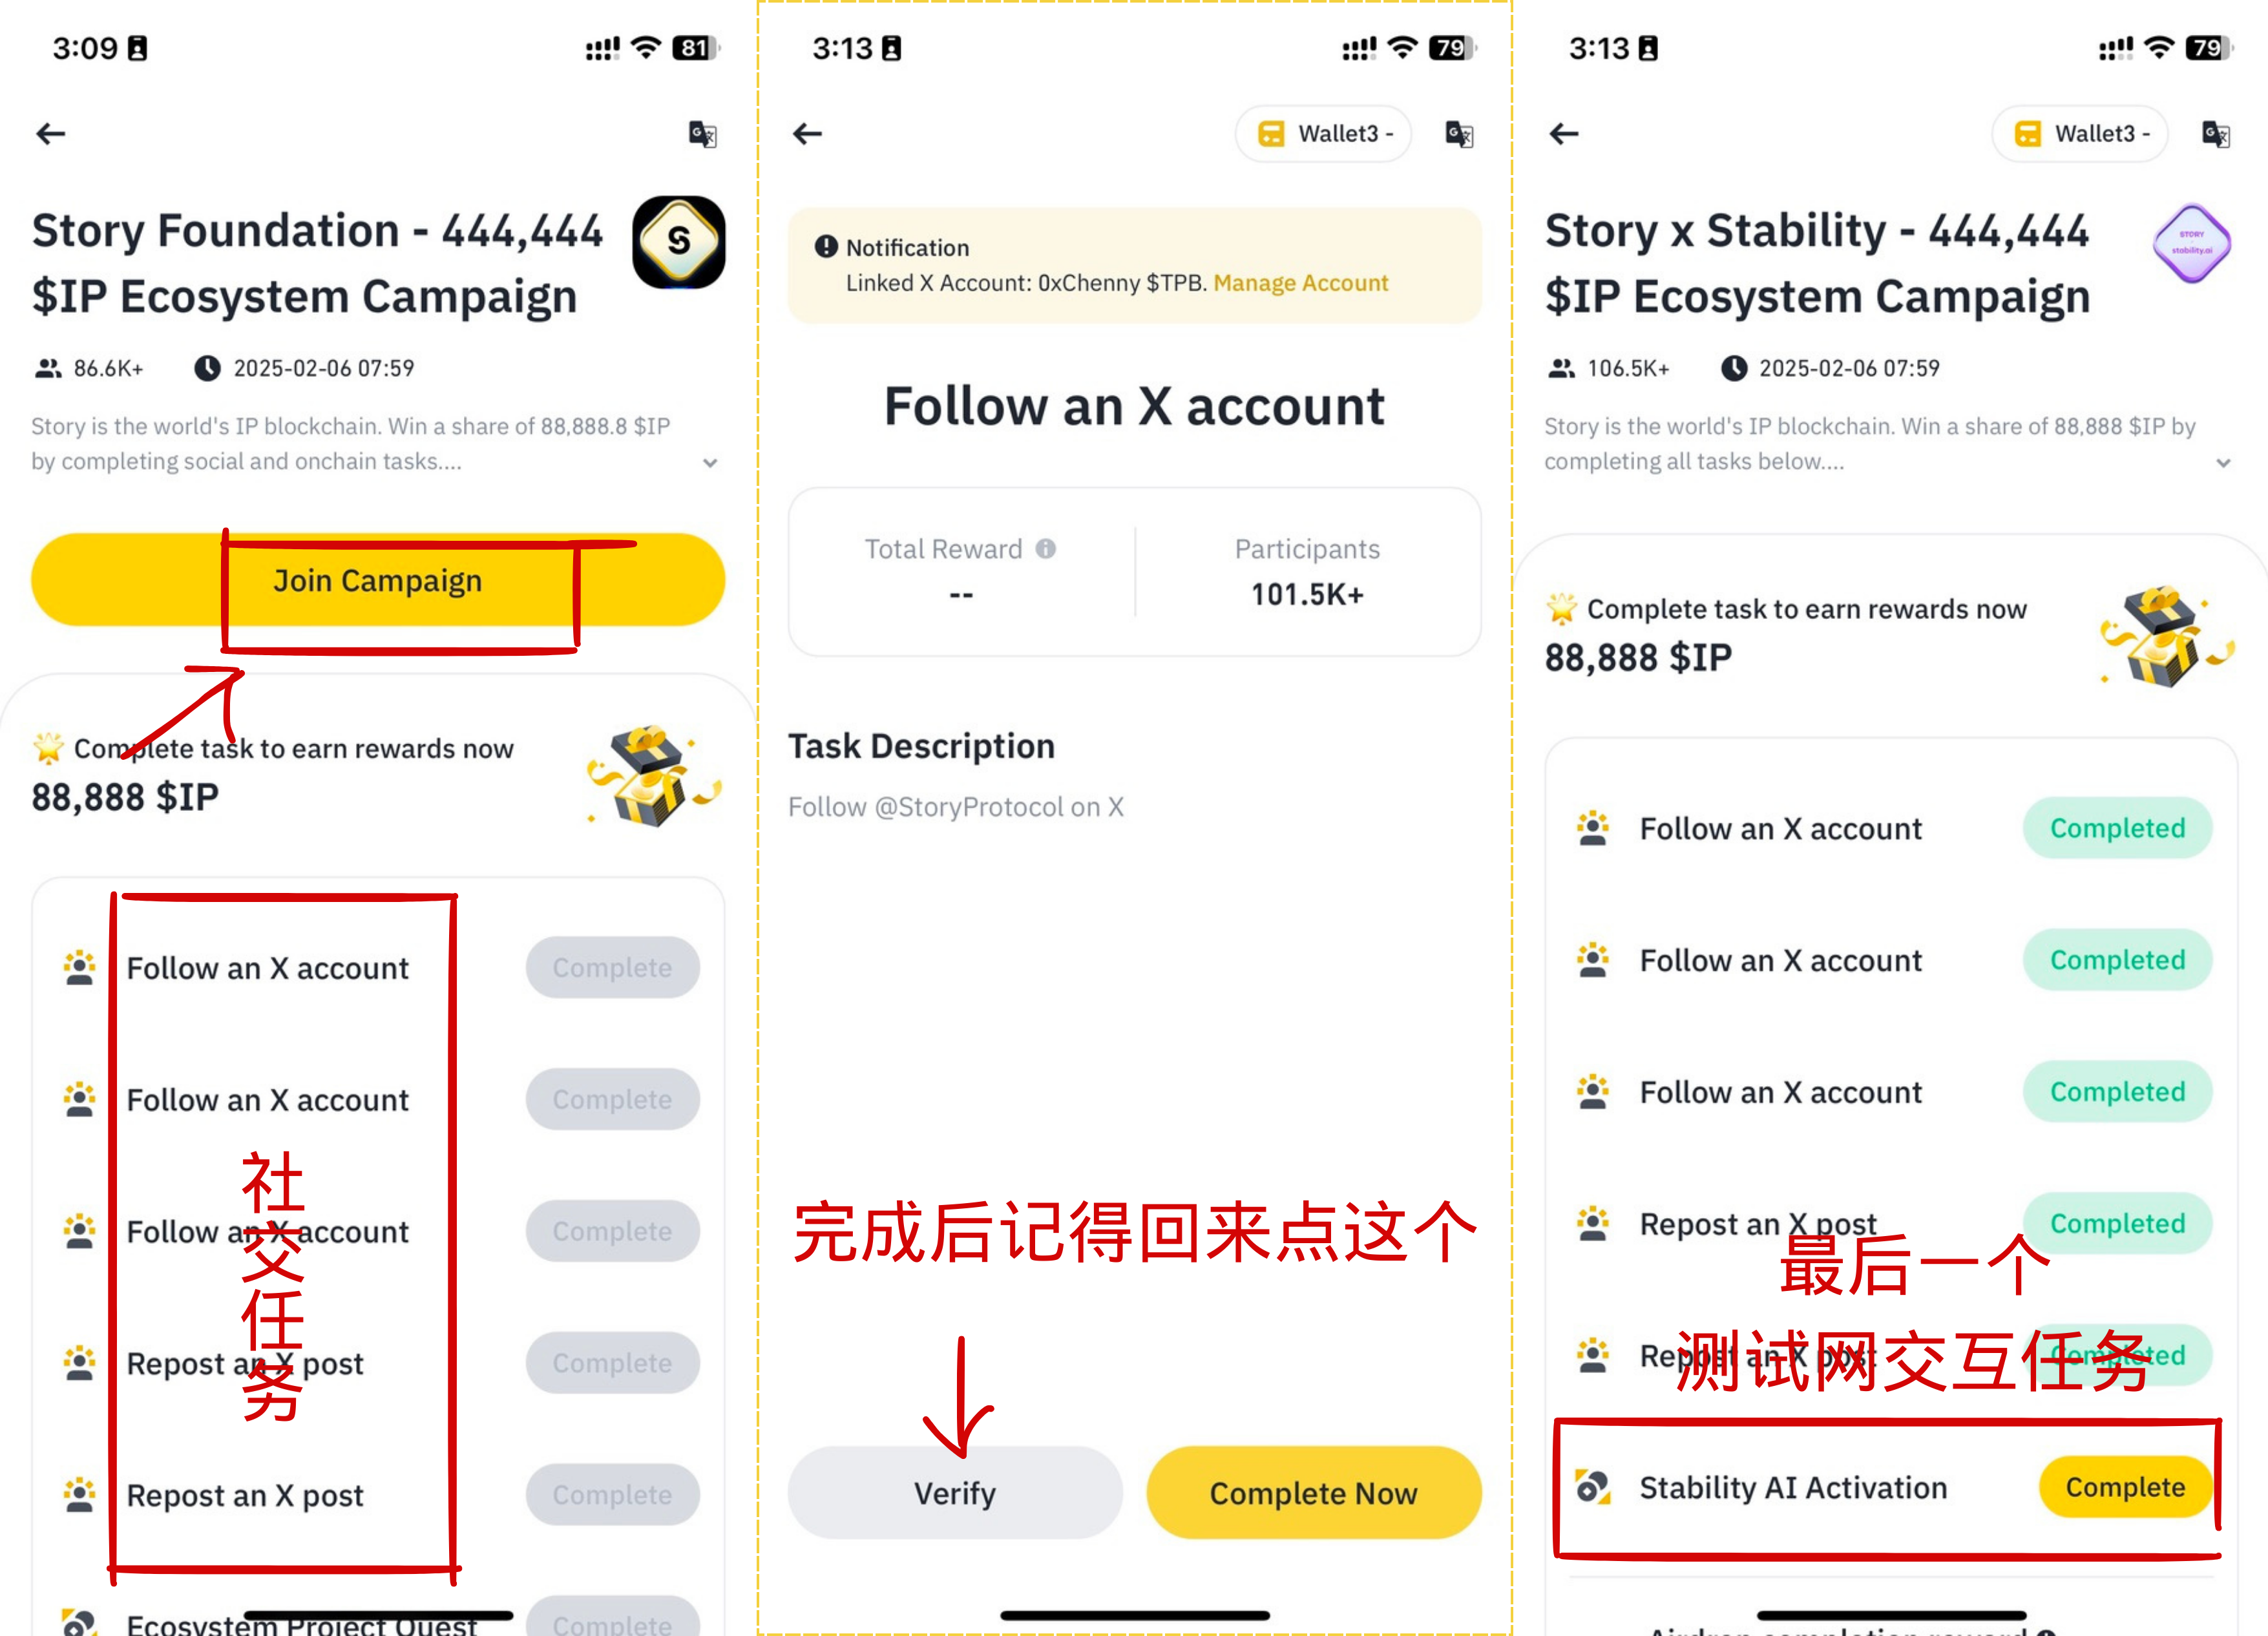 3:09
81
Story Foundation - 444,444
$IP Ecosystem Campaign
S
86.6K+
2025-02-06 07:59
Story is the world's IP blockchain. Win a share of 88,888.8 $IP
by completing social and onchain tasks....
Join Campaign
Complete task to earn rewards now
88,888 $IP
Follow an X account
Complete
Follow an X account
Complete
Follow an X account
Complete
Repost an X post
Complete
Repost an X post
Complete
社交任务
Ecosystem Project Quest
Complete
3:13
79
Wallet3 -
Notification
Linked X Account: 0xChenny $TPB. Manage Account
Follow an X account
Total Reward
--
Participants
101.5K+
Task Description
Follow @StoryProtocol on X
完成后记得回来点这个
Verify
Complete Now
3:13
79
Wallet3 -
Story x Stability - 444,444
$IP Ecosystem Campaign
STORY
stability.ai
106.5K+
2025-02-06 07:59
Story is the world's IP blockchain. Win a share of 88,888 $IP by
completing all tasks below....
Complete task to earn rewards now
88,888 $IP
Follow an X account
Completed
Follow an X account
Completed
Follow an X account
Completed
Repost an X post
Completed
最后一个
Repost an X post
Completed
测试网交互任务
Stability AI Activation
Complete
Airdrop completion reward